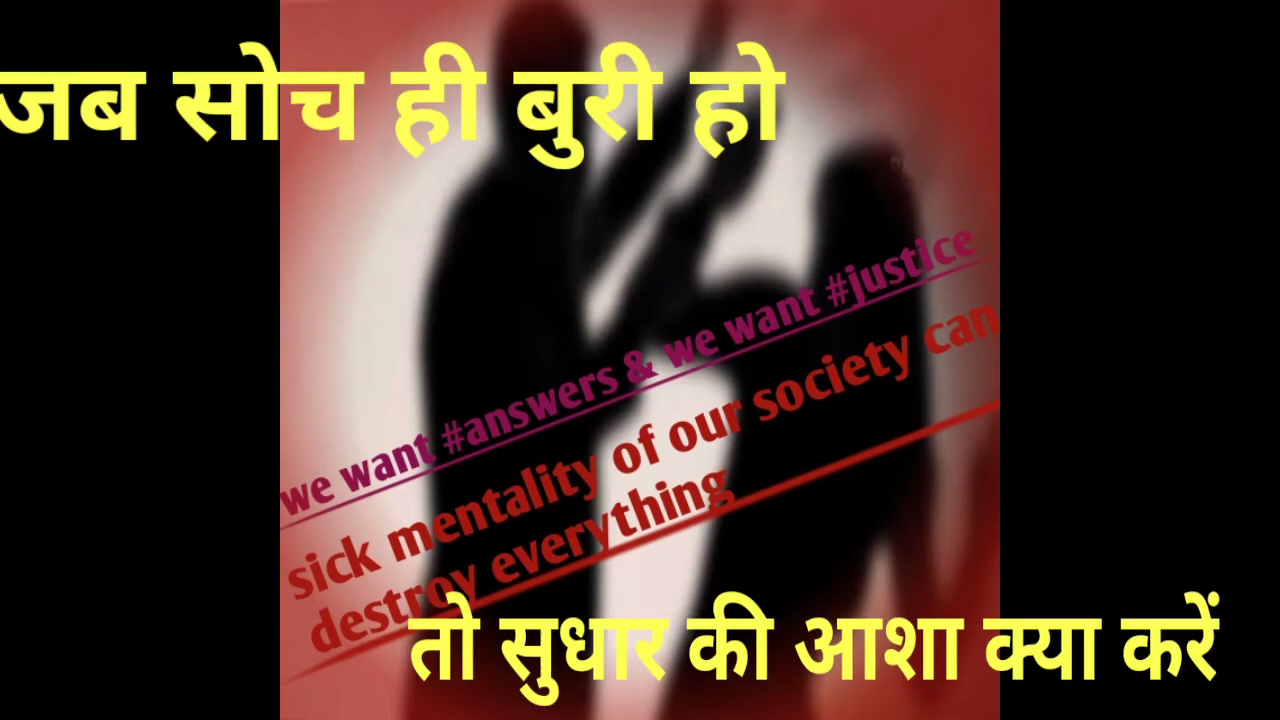 जब सोच ही बुरी हो
we want #answers & we want #justice
sick mentality of our society can
destroy everything
तो सुधार की आशा क्या करें